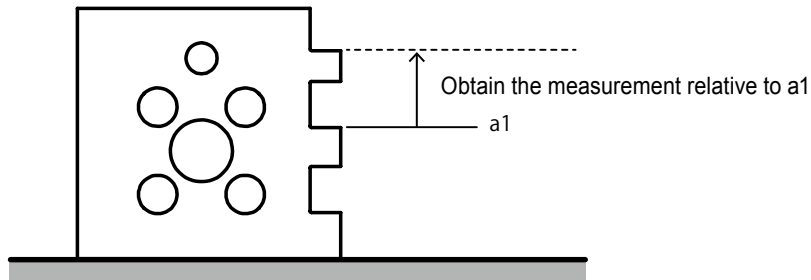 Obtain the measurement relative to a1
a1